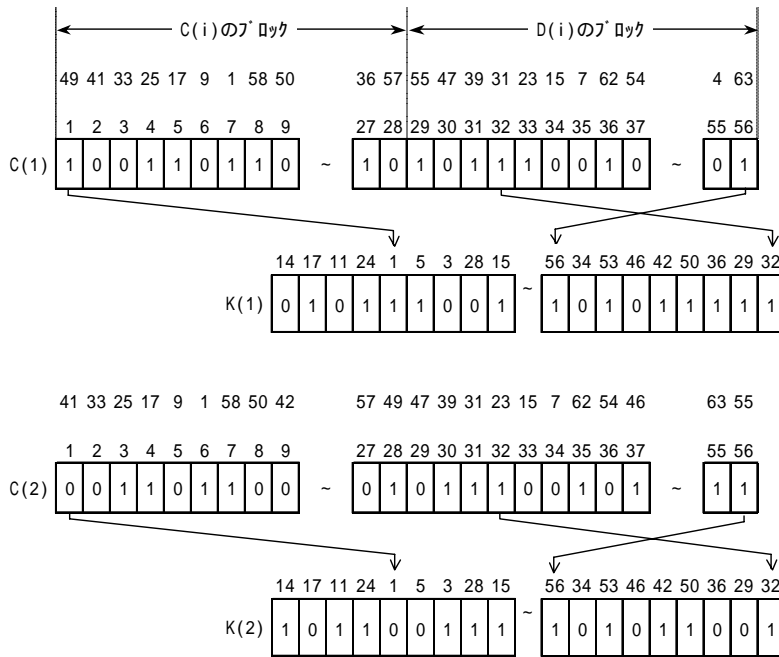 C(i)のブロック D(i)のブロック
49 41 33 25 17 9 1 58 50 36 57 55 47 39 31 23 15 7 62 54 4 63
1 2 3 4 5 6 7 8 9 27 28 29 30 31 32 33 34 35 36 37 55 56
C(1) 1 0 0 1 1 0 1 1 0 ~ 1 0 1 0 1 1 1 0 0 1 0 ~ 0 1
14 17 11 24 1 5 3 28 15 56 34 53 46 42 50 36 29 32
K(1) 0 1 0 1 1 1 0 0 1 ~ 1 0 1 0 1 1 1 1 1
41 33 25 17 9 1 58 50 42 57 49 47 39 31 23 15 7 62 54 46 63 55
1 2 3 4 5 6 7 8 9 27 28 29 30 31 32 33 34 35 36 37 55 56
C(2) 0 0 1 1 0 1 1 0 0 ~ 0 1 0 1 1 1 0 0 1 0 1 ~ 1 1
14 17 11 24 1 5 3 28 15 56 34 53 46 42 50 36 29 32
K(2) 1 0 1 1 0 0 1 1 1 ~ 1 0 1 0 1 1 0 0 1